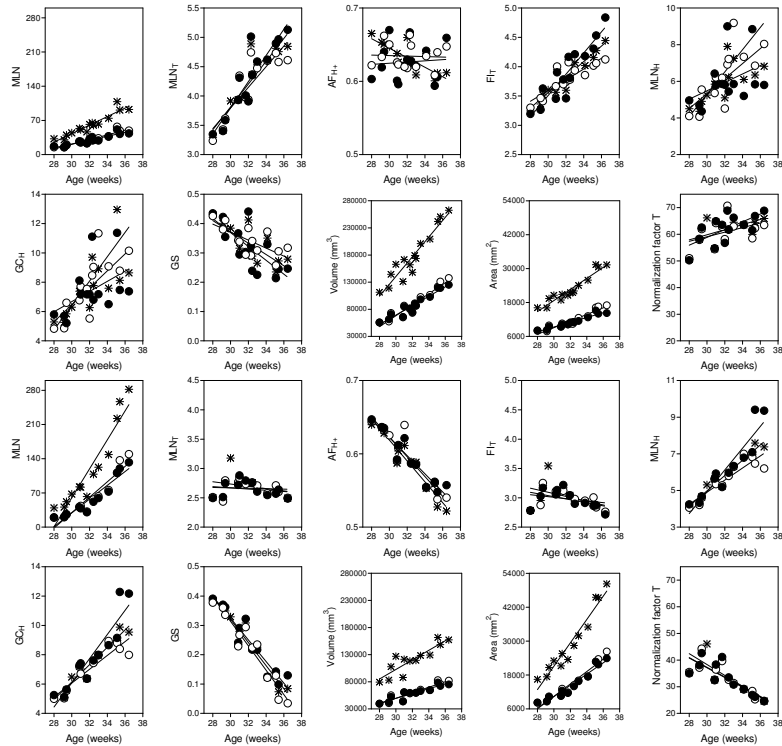 MLN
280
210
140
70
0
28 30 32 34 36 38
Age (weeks)
MLN_T
5.5
5.0
4.5
4.0
3.5
3.0
28 30 32 34 36 38
Age (weeks)
AF_H+
0.7
0.6
0.5
28 30 32 34 36 38
Age (weeks)
FI_T
5.0
4.5
4.0
3.5
3.0
2.5
28 30 32 34 36 38
Age (weeks)
MLN_H
10
8
6
4
2
28 30 32 34 36 38
Age (weeks)
GC_H
14
12
10
8
6
4
28 30 32 34 36 38
Age (weeks)
GS
0.5
0.4
0.3
0.2
0.1
0.0
28 30 32 34 36 38
Age (weeks)
Volume (mm³)
280000
230000
180000
130000
80000
30000
28 30 32 34 36 38
Age (weeks)
Area (mm²)
54000
42000
30000
18000
6000
28 30 32 34 36 38
Age (weeks)
Normalization factor T
80
70
60
50
40
30
20
28 30 32 34 36 38
Age (weeks)
MLN
280
210
140
70
0
28 30 32 34 36 38
Age (weeks)
MLN_T
4.5
4.0
3.5
3.0
2.5
2.0
28 30 32 34 36 38
Age (weeks)
AF_H+
0.7
0.6
0.5
28 30 32 34 36 38
Age (weeks)
FI_T
5.0
4.5
4.0
3.5
3.0
2.5
28 30 32 34 36 38
Age (weeks)
MLN_H
11
9
7
5
3
28 30 32 34 36 38
Age (weeks)
GC_H
14
12
10
8
6
4
28 30 32 34 36 38
Age (weeks)
GS
0.5
0.4
0.3
0.2
0.1
0.0
28 30 32 34 36 38
Age (weeks)
Volume (mm³)
280000
230000
180000
130000
80000
30000
28 30 32 34 36 38
Age (weeks)
Area (mm²)
54000
42000
30000
18000
6000
28 30 32 34 36 38
Age (weeks)
Normalization factor T
80
70
60
50
40
30
20
28 30 32 34 36 38
Age (weeks)